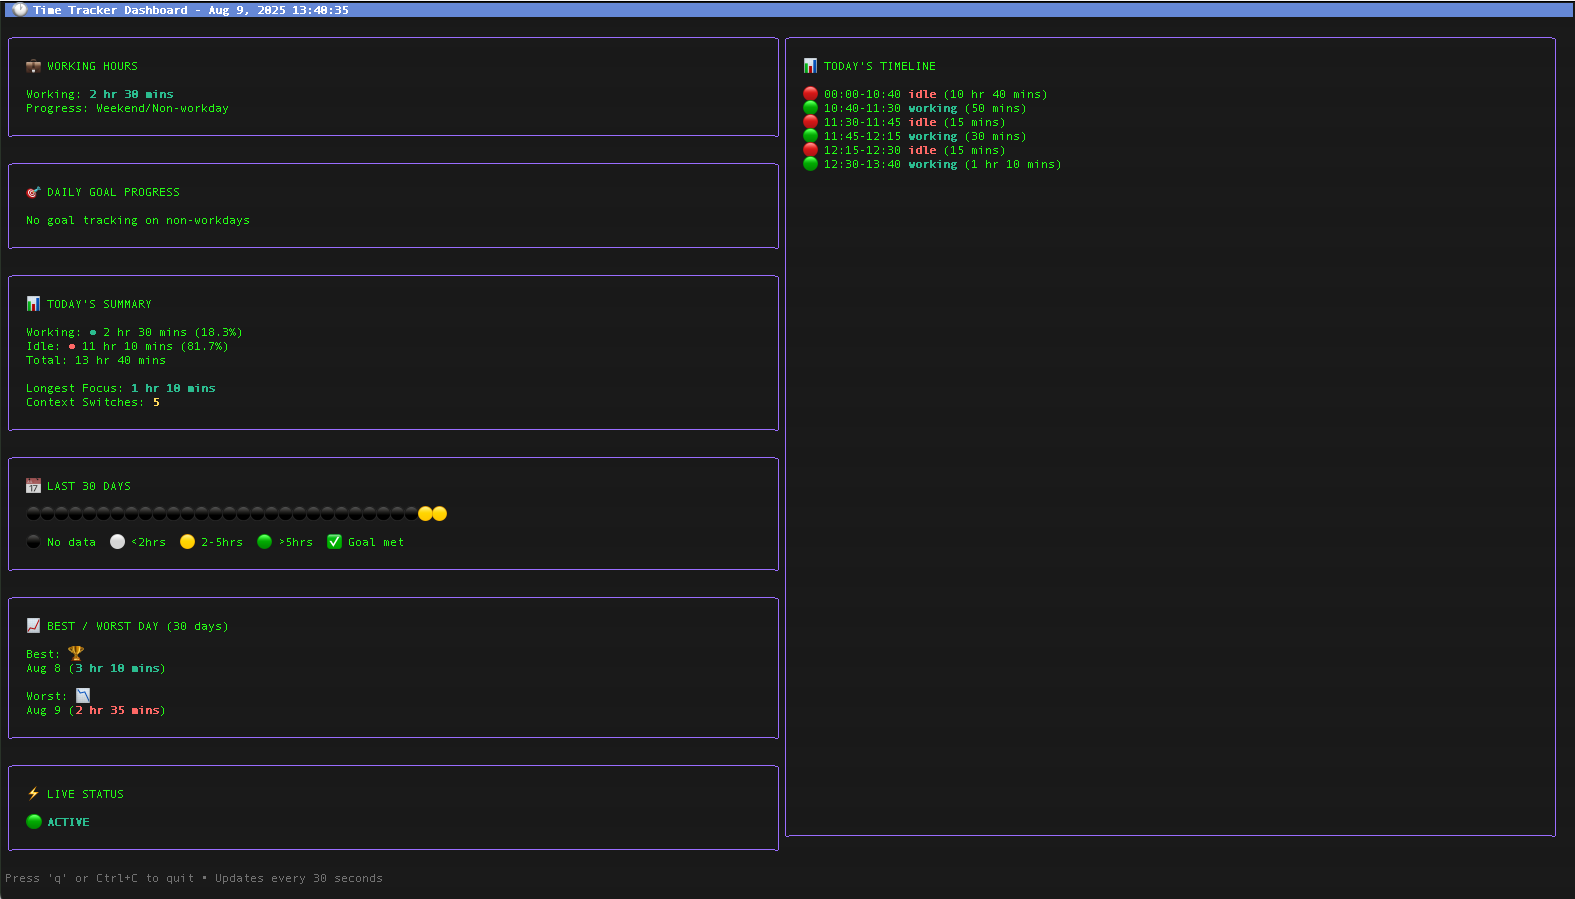 Time Tracker Dashboard - Aug 9, 2025 13:40:35
WORKING HOURS
Working: 2 hr 30 mins
Progress: Weekend/Non-workday
DAILY GOAL PROGRESS
No goal tracking on non-workdays
TODAY'S SUMMARY
Working: ● 2 hr 30 mins (18.3%)
Idle: ● 11 hr 10 mins (81.7%)
Total: 13 hr 40 mins
Longest Focus: 1 hr 10 mins
Context Switches: 5
17 LAST 30 DAYS
No data <2hrs 2-5hrs >5hrs Goal met
BEST / WORST DAY (30 days)
Best:
Aug 8 (3 hr 10 mins)
Worst:
Aug 9 (2 hr 35 mins)
LIVE STATUS
ACTIVE
TODAY'S TIMELINE
00:00-10:40 idle (10 hr 40 mins)
10:40-11:30 working (50 mins)
11:30-11:45 idle (15 mins)
11:45-12:15 working (30 mins)
12:15-12:30 idle (15 mins)
12:30-13:40 working (1 hr 10 mins)
Press 'q' or Ctrl+C to quit • Updates every 30 seconds